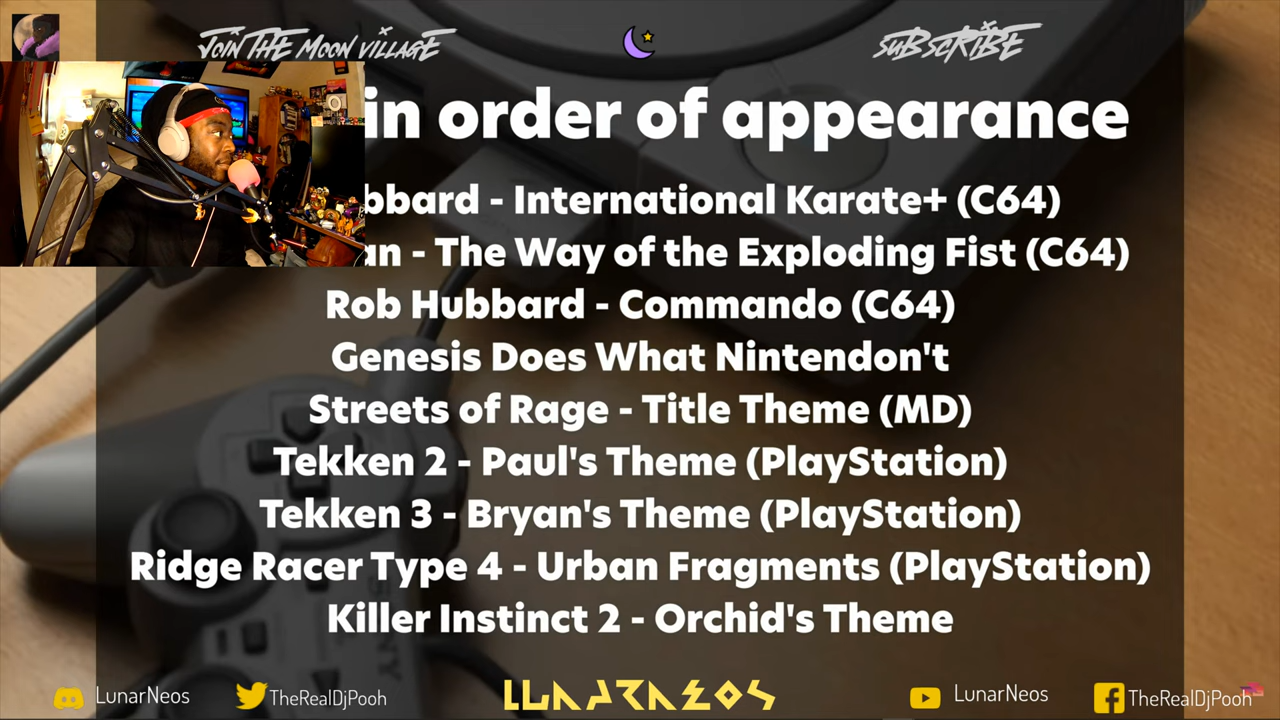 JOIN THE MOON VILLAGE
SUBSCRIBE
in order of appearance
bbard - International Karate+ (C64)
an - The Way of the Exploding Fist (C64)
Rob Hubbard - Commando (C64)
Genesis Does What Nintendon't
Streets of Rage - Title Theme (MD)
Tekken 2 - Paul's Theme (PlayStation)
Tekken 3 - Bryan's Theme (PlayStation)
Ridge Racer Type 4 - Urban Fragments (PlayStation)
Killer Instinct 2 - Orchid's Theme
SONY
LunarNeos
TheRealDjPooh
LUNARNEOS
LunarNeos
TheRealDjPooh